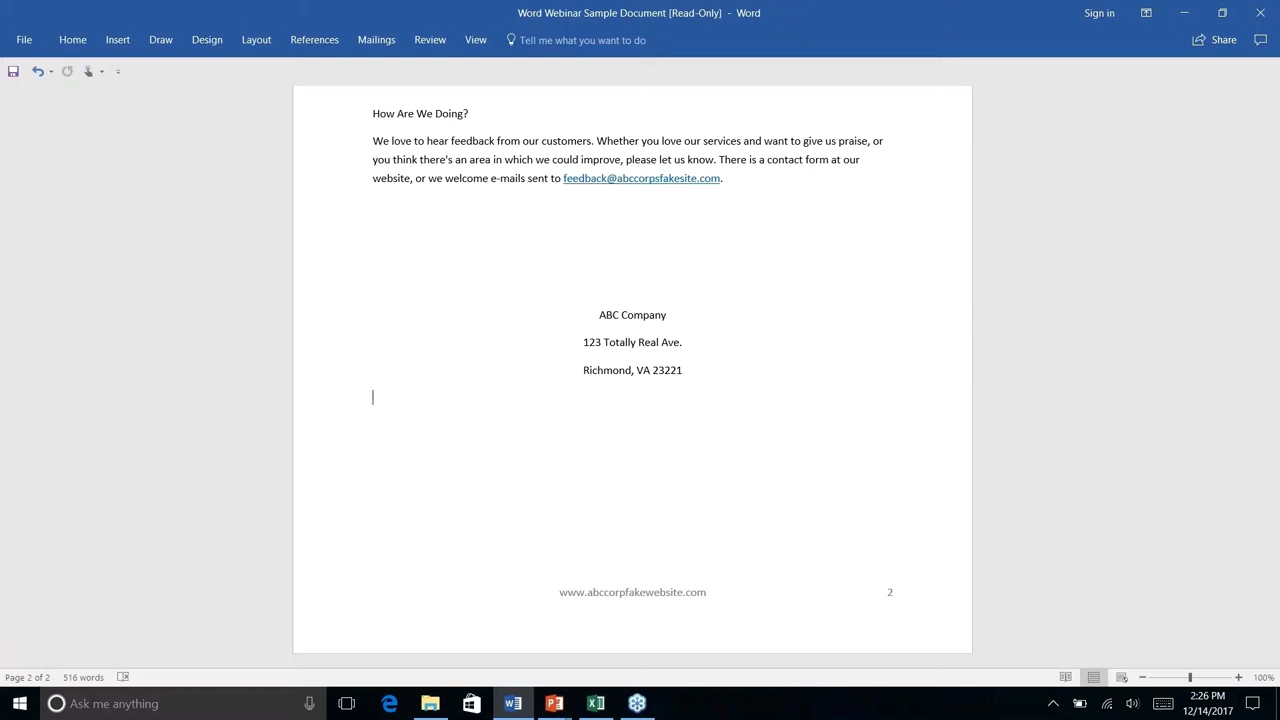 Word Webinar Sample Document [Read-Only] - Word
Sign in
File Home Insert Draw Design Layout References Mailings Review View Tell me what you want to do Share
How Are We Doing?
We love to hear feedback from our customers. Whether you love our services and want to give us praise, or
you think there's an area in which we could improve, please let us know. There is a contact form at our
website, or we welcome e-mails sent to feedback@abccorpsfakesite.com.
ABC Company
123 Totally Real Ave.
Richmond, VA 23221
www.abccorpfakewebsite.com 2
Page 2 of 2 516 words 100%
Ask me anything
2:26 PM
12/14/2017